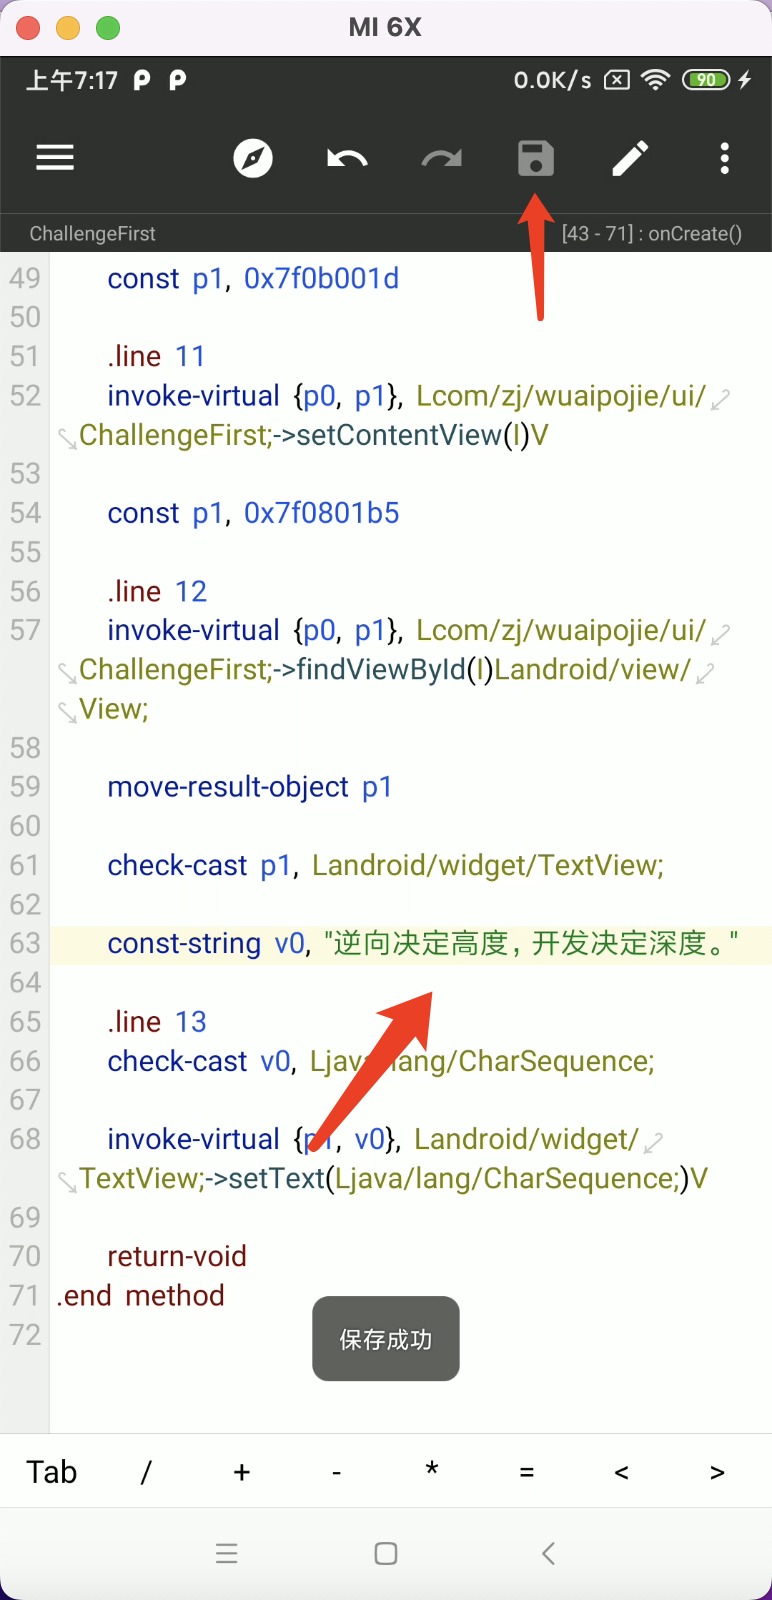 MI 6X
上午7:17
0.0K/s
90
ChallengeFirst
[43 - 71] : onCreate()
49 const p1, 0x7f0b001d
50
51 .line 11
52 invoke-virtual {p0, p1}, Lcom/zj/wuaipojie/ui/
ChallengeFirst;->setContentView(I)V
53
54 const p1, 0x7f0801b5
55
56 .line 12
57 invoke-virtual {p0, p1}, Lcom/zj/wuaipojie/ui/
ChallengeFirst;->findViewById(I)Landroid/view/
View;
58
59 move-result-object p1
60
61 check-cast p1, Landroid/widget/TextView;
62
63 const-string v0, "逆向决定高度，开发决定深度。"
64
65 .line 13
66 check-cast v0, Ljava/lang/CharSequence;
67
68 invoke-virtual {p1, v0}, Landroid/widget/
TextView;->setText(Ljava/lang/CharSequence;)V
69
70 return-void
71 .end method
72
保存成功
Tab / + - * = < >